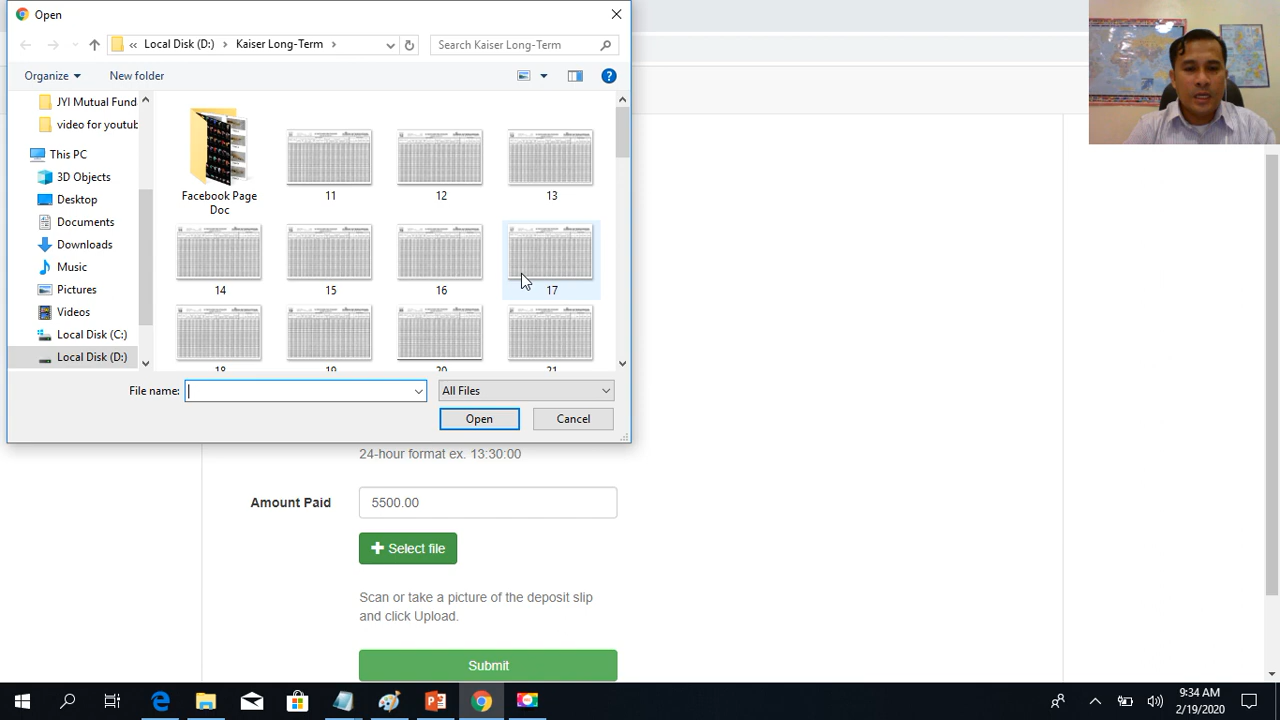 Open
Local Disk (D:) > Kaiser Long-Term >
Search Kaiser Long-Term
Organize
New folder
JYI Mutual Fund
video for youtub
This PC
3D Objects
Desktop
Documents
Downloads
Music
Pictures
Videos
Local Disk (C:)
Local Disk (D:)
Facebook Page
Doc
11
12
13
14
15
16
17
18
19
20
21
File name:
All Files
Open
Cancel
24-hour format ex. 13:30:00
Amount Paid
5500.00
Select file
Scan or take a picture of the deposit slip
and click Upload.
Submit
9:34 AM
2/19/2020